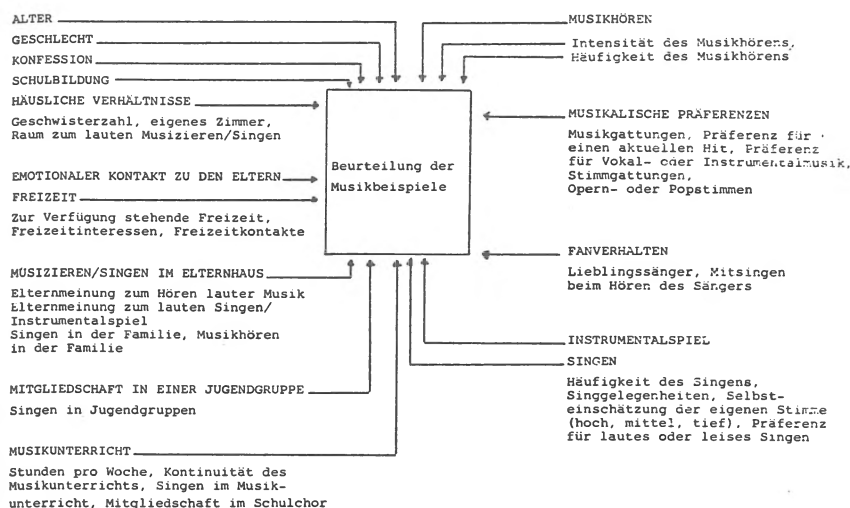 ALTER
GESCHLECHT
KONFESSION
SCHULBILDUNG
HÄUSLICHE VERHÄLTNISSE
Geschwisterzahl, eigenes Zimmer,
Raum zum lauten Musizieren/Singen
EMOTIONALER KONTAKT ZU DEN ELTERN
FREIZEIT
Zur Verfügung stehende Freizeit,
Freizeitinteressen, Freizeitkontakte
MUSIZIEREN/SINGEN IM ELTERNHAUS
Elternmeinung zum Hören lauter Musik
Elternmeinung zum lauten Singen/
Instrumentalspiel
Singen in der Familie, Musikhören
in der Familie
MITGLIEDSCHAFT IN EINER JUGENDGRUPPE
Singen in Jugendgruppen
MUSIKUNTERRICHT
Stunden pro Woche, Kontinuität des
Musikunterrichts, Singen im Musik-
unterricht, Mitgliedschaft im Schulchor
Beurteilung der
Musikbeispiele
MUSIKHÖREN
Intensität des Musikhörens,
Häufigkeit des Musikhörens
MUSIKALISCHE PRÄFERENZEN
Musikgattungen, Präferenz für
einen aktuellen Hit, Präferenz
für Vokal- oder Instrumentalmusik,
Stimmgattungen,
Opern- oder Popstimmen
FANVERHALTEN
Lieblingssänger, Mitsingen
beim Hören des Sängers
INSTRUMENTALSPIEL
SINGEN
Häufigkeit des Singens,
Singgelegenheiten, Selbst-
einschätzung der eigenen Stimme
(hoch, mittel, tief), Präferenz
für lautes oder leises Singen